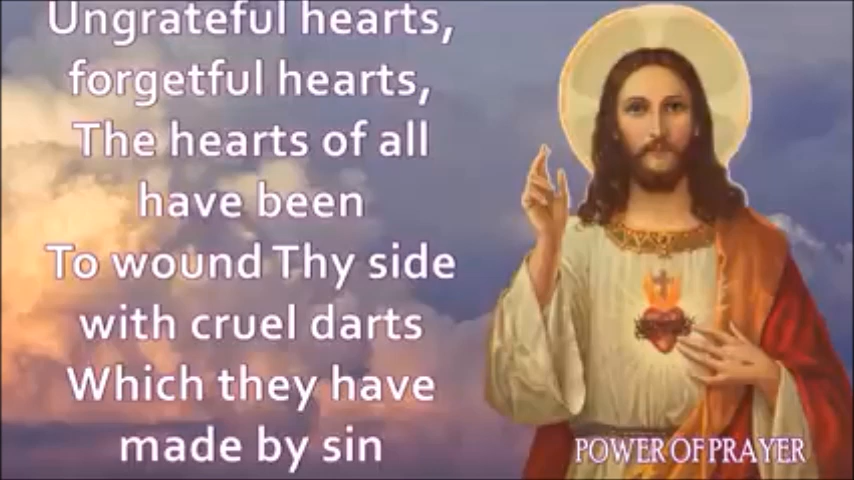 Ungrateful hearts,
forgetful hearts,
The hearts of all
have been
To wound Thy side
with cruel darts
Which they have
made by sin
POWER OF PRAYER